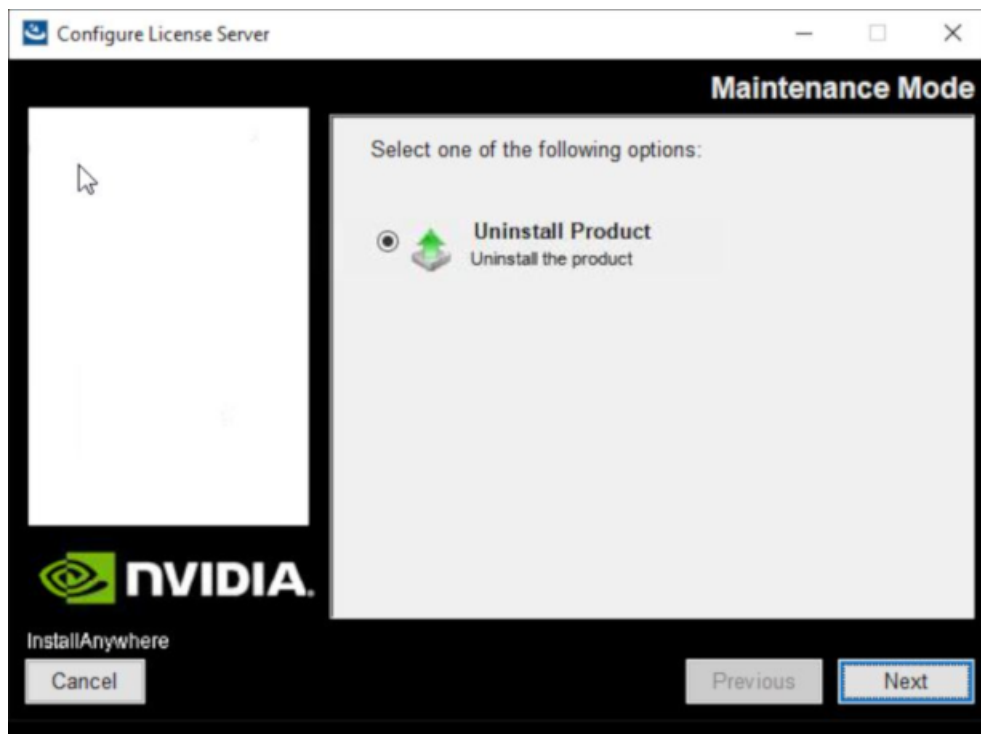 Configure License Server
Maintenance Mode
Select one of the following options:
Uninstall Product
Uninstall the product
NVIDIA.
InstallAnywhere
Cancel
Previous
Next